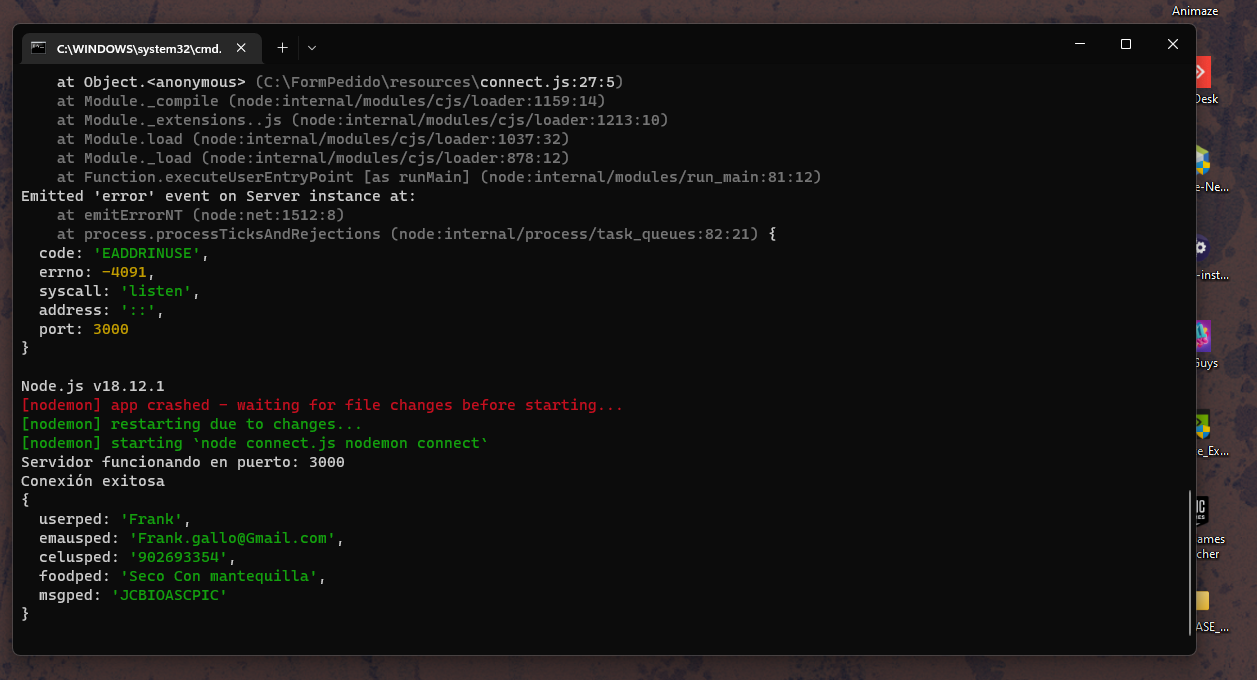 Animaze
C:\WINDOWS\system32\cmd.
at Object.<anonymous> (C:\FormPedido\resources\connect.js:27:5)
at Module._compile (node:internal/modules/cjs/loader:1159:14)
at Module._extensions..js (node:internal/modules/cjs/loader:1213:10)
at Module.load (node:internal/modules/cjs/loader:1037:32)
at Module._load (node:internal/modules/cjs/loader:878:12)
at Function.executeUserEntryPoint [as runMain] (node:internal/modules/run_main:81:12)
Emitted 'error' event on Server instance at:
at emitErrorNT (node:net:1512:8)
at process.processTicksAndRejections (node:internal/process/task_queues:82:21) {
code: 'EADDRINUSE',
errno: -4091,
syscall: 'listen',
address: '::',
port: 3000
}
Node.js v18.12.1
[nodemon] app crashed - waiting for file changes before starting...
[nodemon] restarting due to changes...
[nodemon] starting `node connect.js nodemon connect`
Servidor funcionando en puerto: 3000
Conexión exitosa
{
userped: 'Frank',
emausped: 'Frank.gallo@Gmail.com',
celusped: '902693354',
foodped: 'Seco Con mantequilla',
msgped: 'JCBIOASCPIC'
}
Desk
e-Ne...
-inst...
Guys
e_Ex...
ames
cher
ASE_...